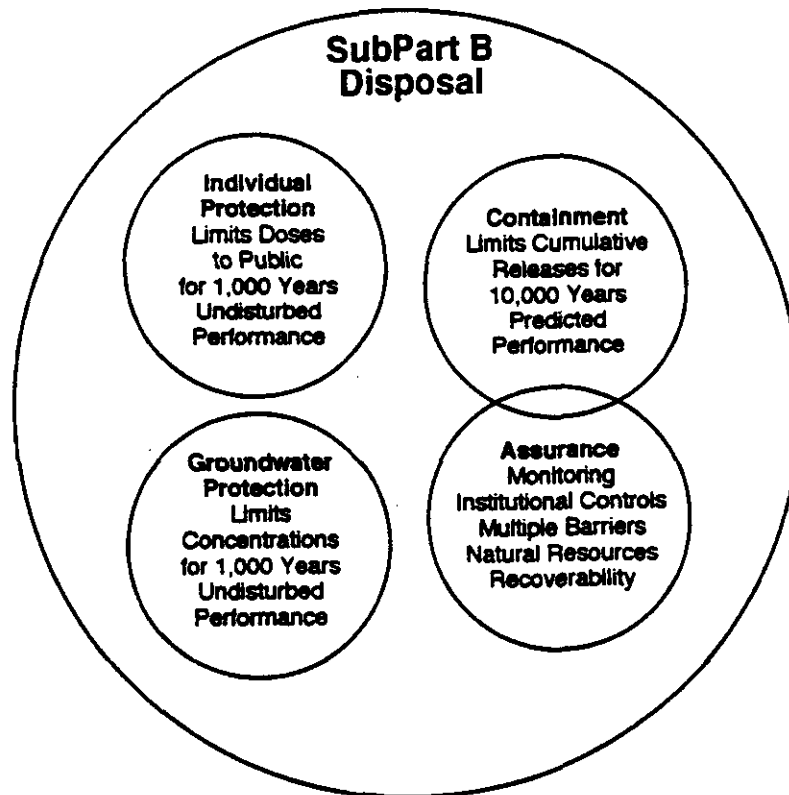 SubPart B
Disposal
Individual
Protection
Limits Doses
to Public
for 1,000 Years
Undisturbed
Performance
Containment
Limits Cumulative
Releases for
10,000 Years
Predicted
Performance
Groundwater
Protection
Limits
Concentrations
for 1,000 Years
Undisturbed
Performance
Assurance
Monitoring
Institutional Controls
Multiple Barriers
Natural Resources
Recoverability